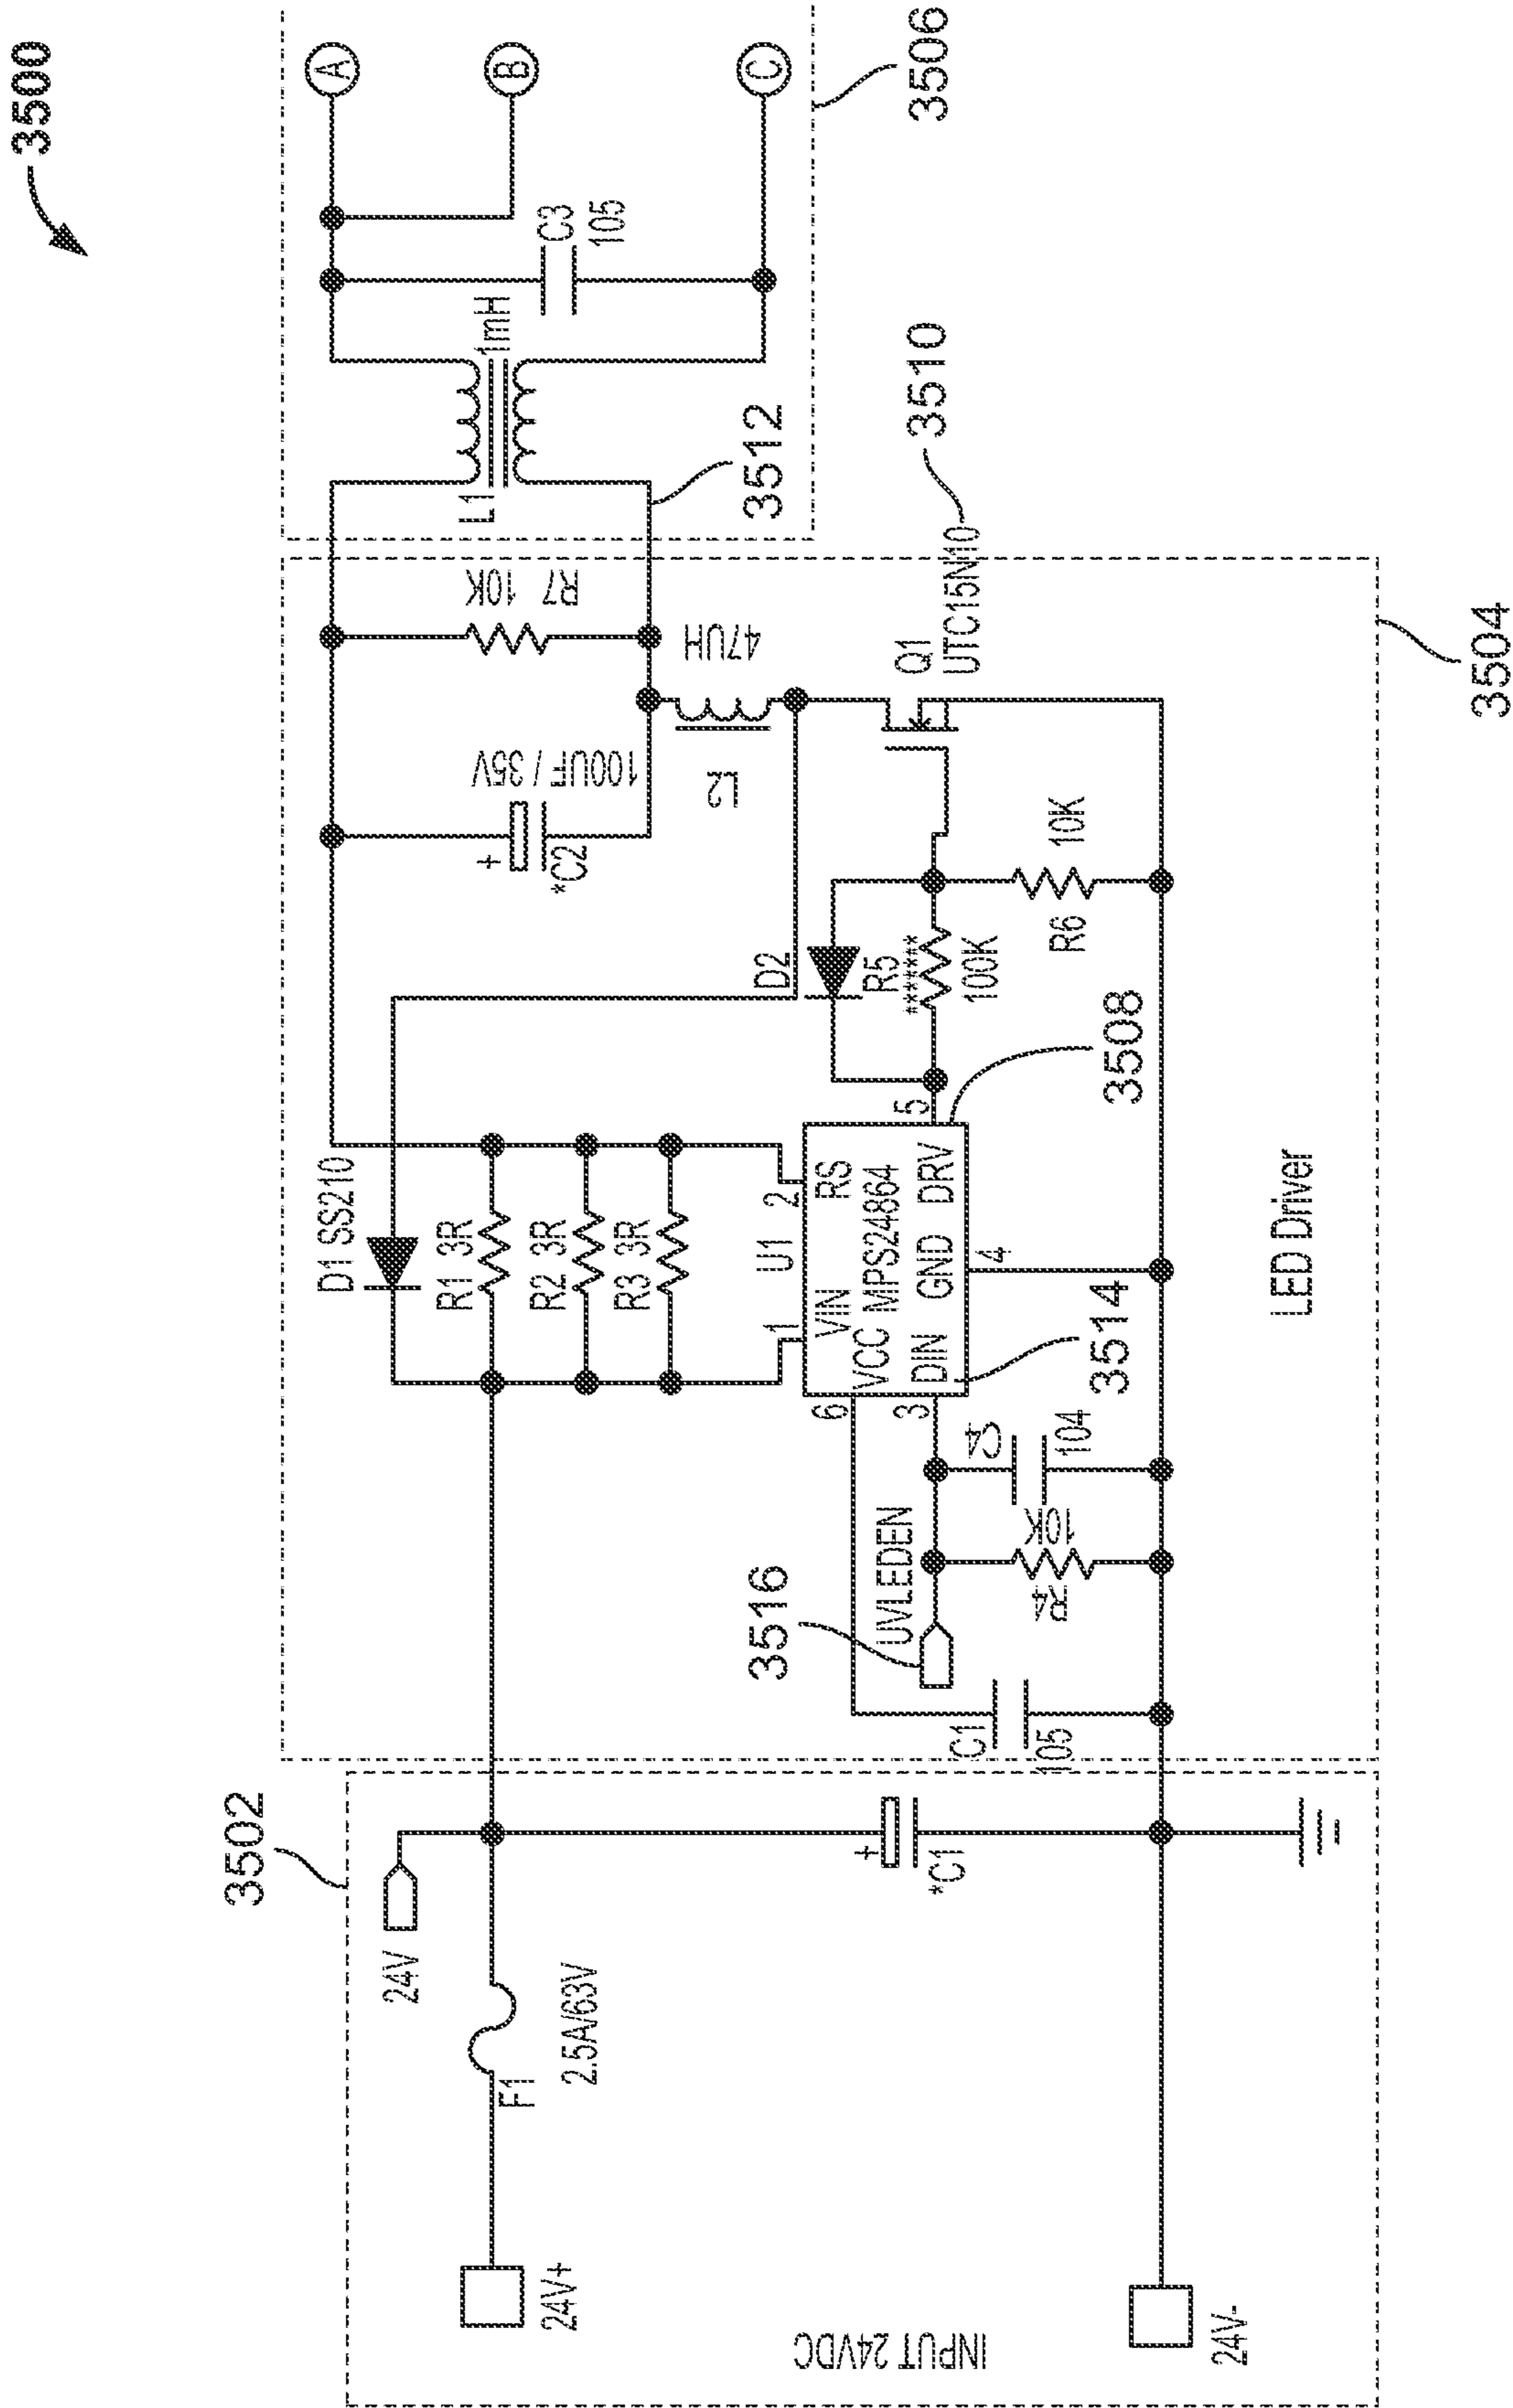 3500
3502
24V
F1
2.5A/63V
24V+
INPUT 24VDC
24V-
+
*C1
3504
LED Driver
D1 SS210
R1 3R
R2 3R
R3 3R
U1
1
2
VIN
RS
VCC
MPS24864
DIN
GND
DRV
6
3
4
5
3508
3514
3516
UVLEDEN
C1
105
R4
10K
C4
104
D2
R5
*******
100K
R6
10K
+
*C2
100UF / 35V
R7 10K
L2
47UH
Q1
UTC15N10
3510
3506
L1
1mH
3512
C3
105
A
B
C